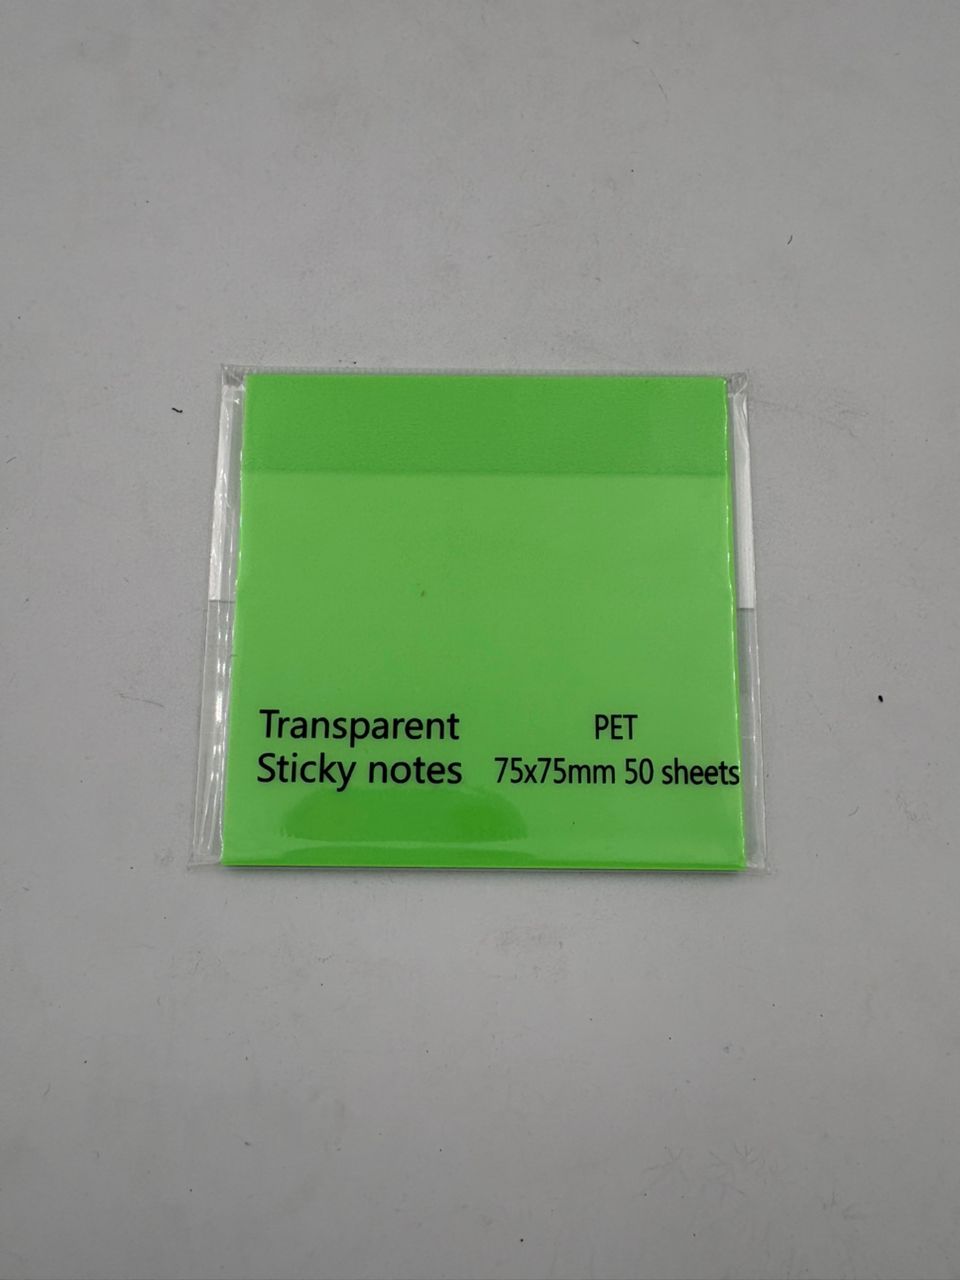 Transparent
Sticky notes
PET
75x75mm 50 sheets